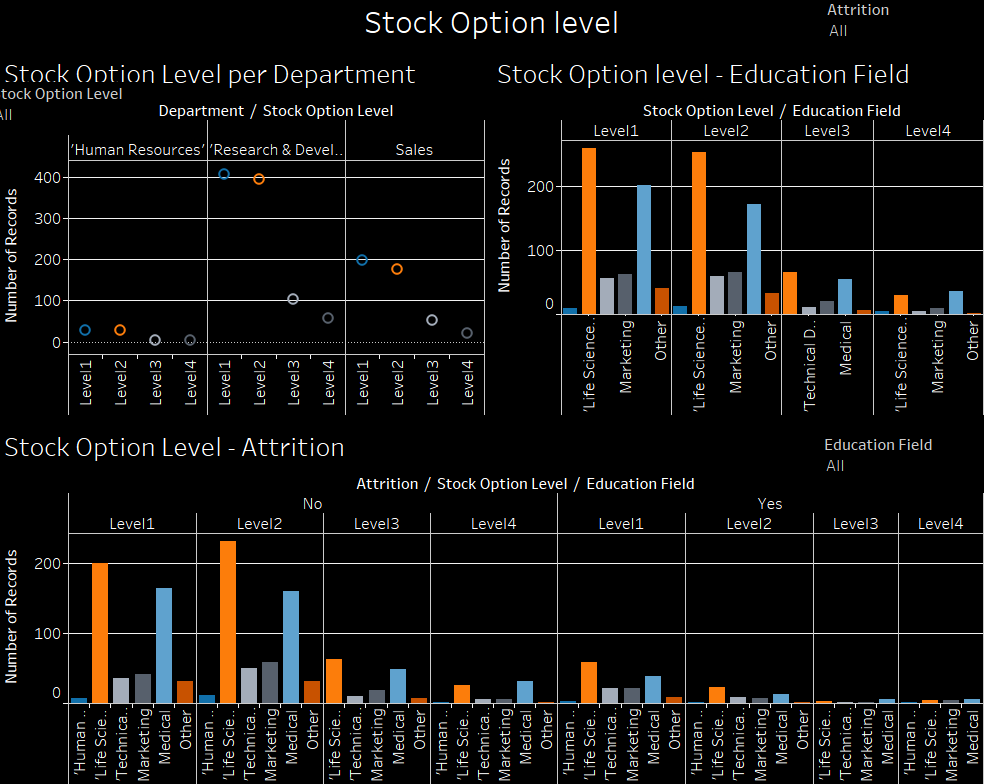 Stock Option level
Attrition
All
Stock Option Level per Department
tock Option Level
All
Department / Stock Option Level
'Human Resources' 'Research & Devel.. Sales
Number of Records
400
300
200
100
0
Level1 Level2 Level3 Level4 Level1 Level2 Level3 Level4 Level1 Level2 Level3 Level4
Stock Option level - Education Field
Stock Option Level / Education Field
Level1 Level2 Level3 Level4
Number of Records
200
100
0
'Life Science.. Marketing Other 'Life Science.. Marketing Other 'Technical D.. Medical 'Life Science.. Marketing Other
Stock Option Level - Attrition
Education Field
All
Attrition / Stock Option Level / Education Field
No Yes
Level1 Level2 Level3 Level4 Level1 Level2 Level3 Level4
Number of Records
200
100
0
'Human .. 'Life Scie.. 'Technica.. Marketing Medical Other 'Human .. 'Life Scie.. 'Technica.. Marketing Medical Other 'Life Scie.. 'Technica.. Marketing Medical Other 'Human .. 'Life Scie.. 'Technica.. Marketing Medical Other 'Human .. 'Life Scie.. 'Technica.. Marketing Medical Other 'Human .. 'Life Scie.. 'Technica.. Marketing Medical Other 'Life Scie.. 'Technica.. Marketing Medical 'Human .. 'Life Scie.. Marketing Medical